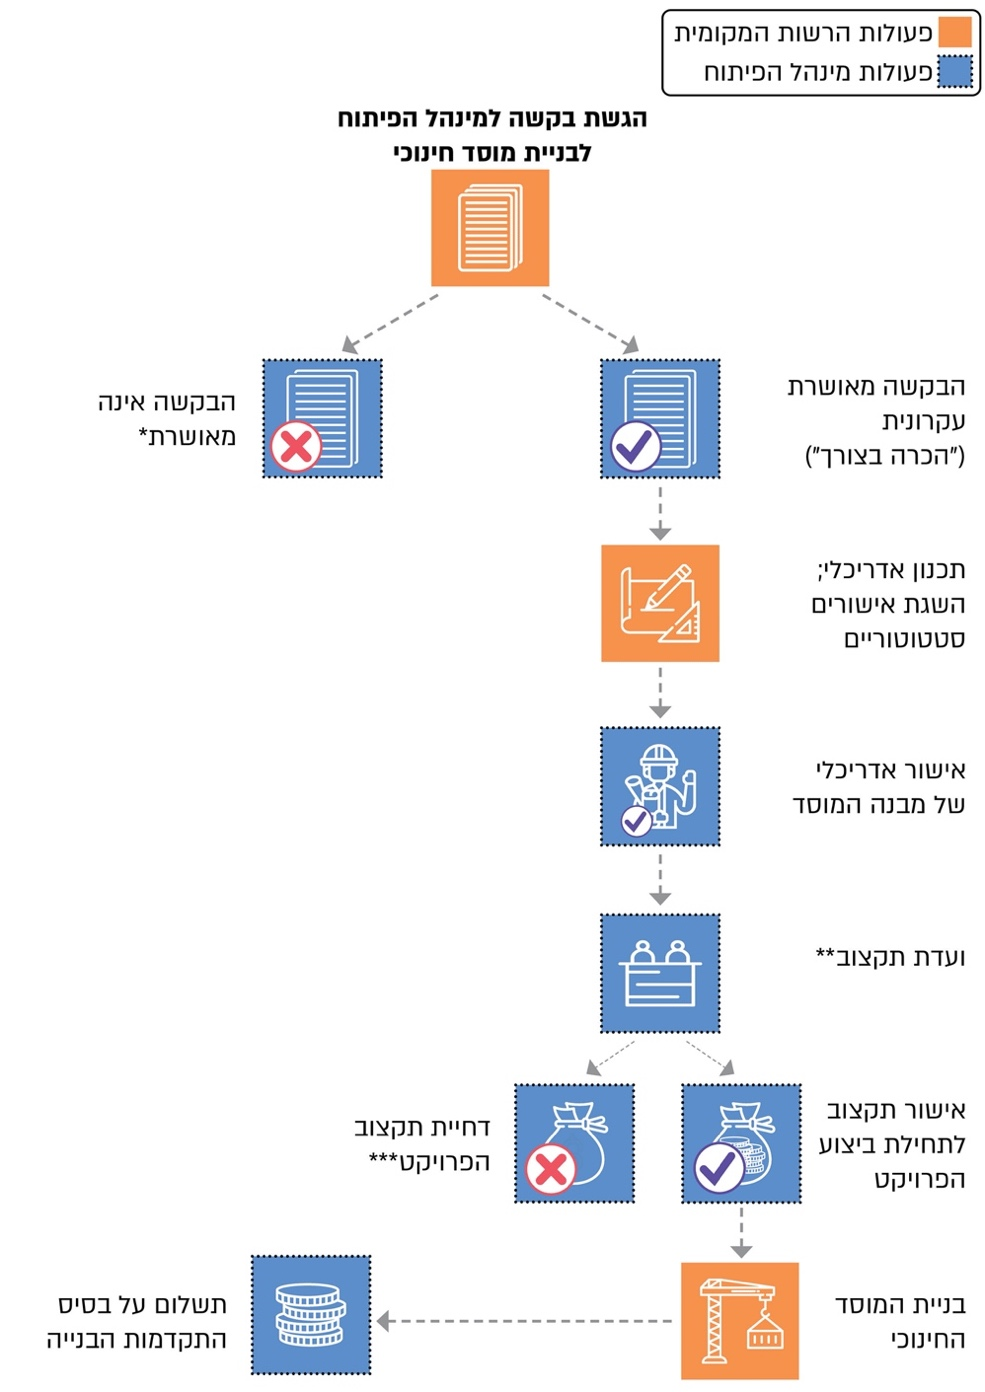 פעולות הרשות המקומית
פעולות מינהל הפיתוח
הגשת בקשה למינהל הפיתוח
לבניית מוסד חינוכי
הבקשה מאושרת
עקרונית
("הכרה בצורך")
הבקשה אינה
מאושרת*
תכנון אדריכלי;
השגת אישורים
סטטוטוריים
אישור אדריכלי
של מבנה המוסד
ועדת תקצוב**
אישור תקצוב
לתחילת ביצוע
הפרויקט
דחיית תקצוב
הפרויקט***
בניית המוסד
החינוכי
תשלום על בסיס
התקדמות הבנייה